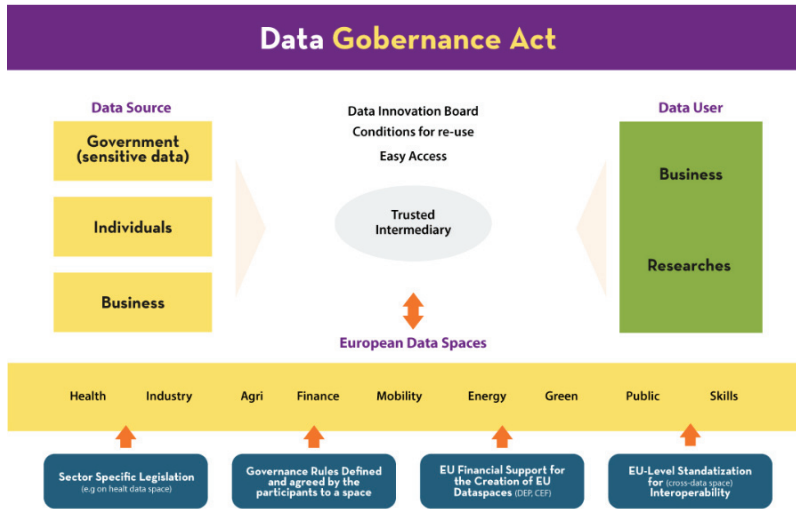 Data Gobernance Act
Data Source
Government
(sensitive data)
Individuals
Business
Data Innovation Board
Conditions for re-use
Easy Access
Trusted
Intermediary
Data User
Business
Researches
European Data Spaces
Health Industry Agri Finance Mobility Energy Green Public Skills
Sector Specific Legislation
(e.g on healt data space)
Governance Rules Defined
and agreed by the
participants to a space
EU Financial Support for
the Creation of EU
Dataspaces (DEP, CEF)
EU-Level Standatization
for (cross-data space)
Interoperability